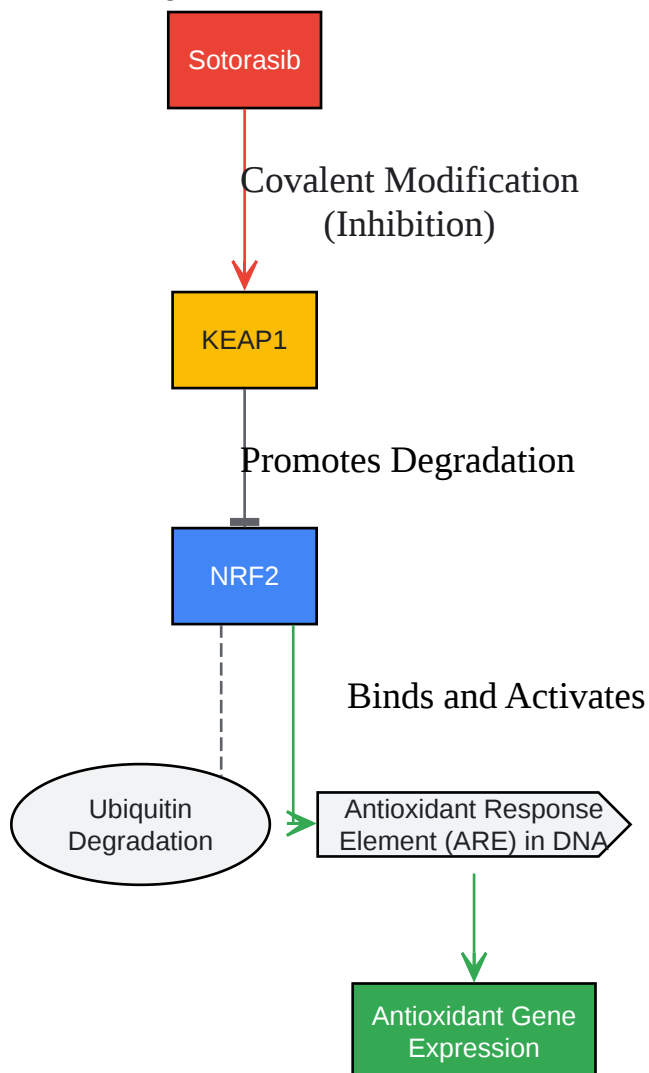 Sotorasib
Covalent Modification
(Inhibition)
KEAP1
Promotes Degradation
NRF2
Binds and Activates
Ubiquitin
Degradation
Antioxidant Response
Element (ARE) in DNA
Antioxidant Gene
Expression